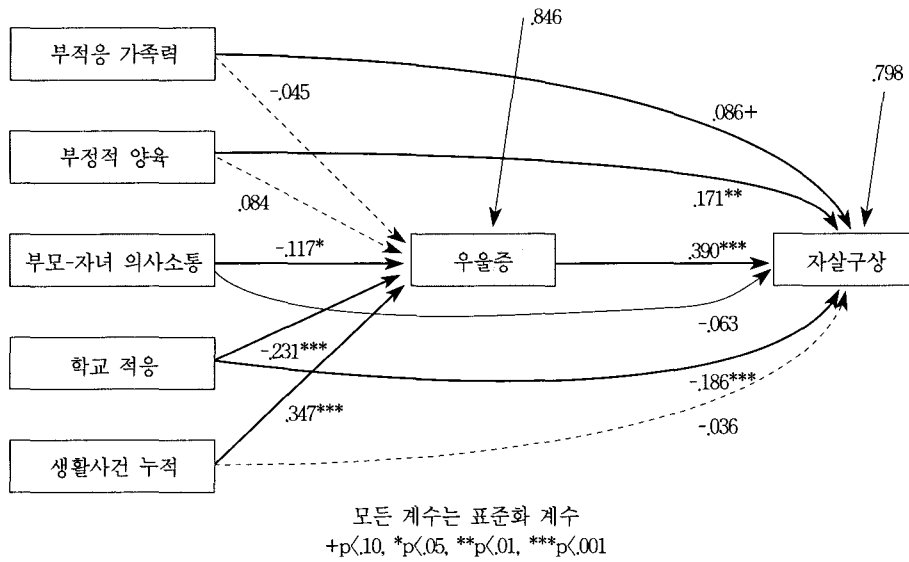 .846
부적응 가족력
.798
-.045
.086+
부정적 양육
.084
.171**
부모-자녀 의사소통
-.117*
우울증
.390***
자살구상
-.063
학교 적응
-.231***
-.186***
.347***
-.036
생활사건 누적
모든 계수는 표준화 계수
+p<.10, *p<.05, **p<.01, ***p<.001